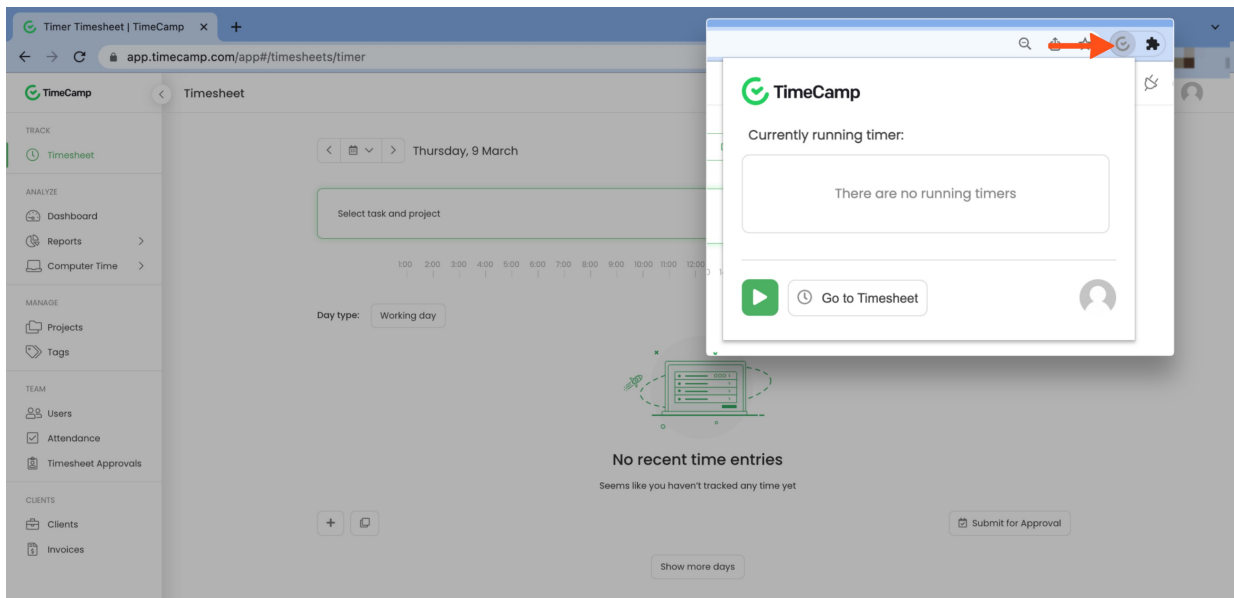 Timer Timesheet | TimeCamp
app.timecamp.com/app#/timesheets/timer
TimeCamp
Timesheet
TRACK
Timesheet
ANALYZE
Dashboard
Reports
Computer Time
MANAGE
Projects
Tags
TEAM
Users
Attendance
Timesheet Approvals
CLIENTS
Clients
Invoices
Thursday, 9 March
Select task and project
1:00 2:00 3:00 4:00 5:00 6:00 7:00 8:00 9:00 10:00 11:00 12:00
Day type: Working day
No recent time entries
Seems like you haven't tracked any time yet
Submit for Approval
Show more days
TimeCamp
Currently running timer:
There are no running timers
Go to Timesheet